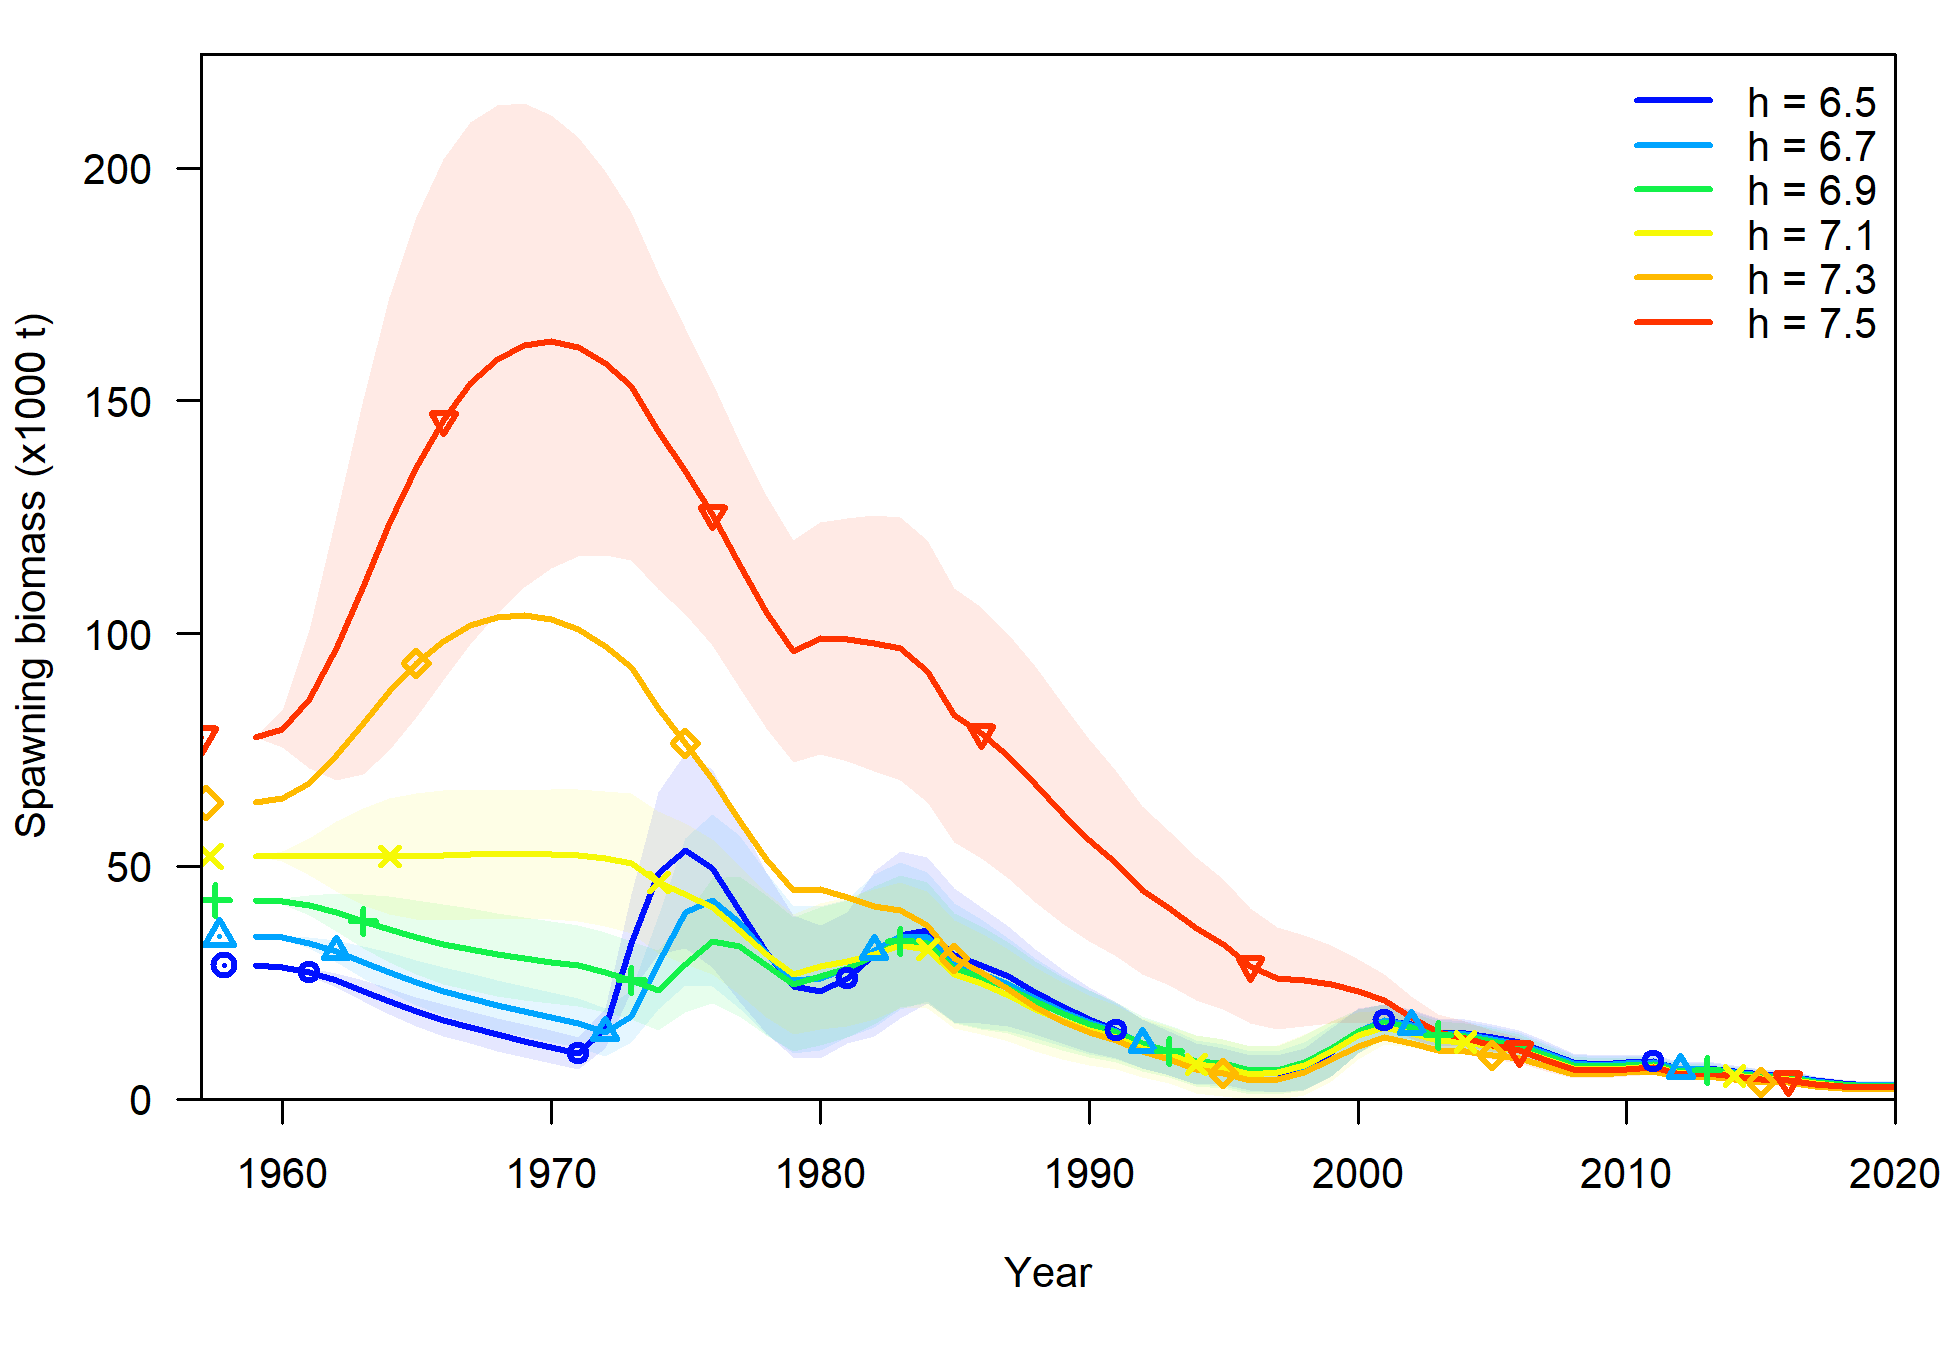 h = 6.5
h = 6.7
h = 6.9
h = 7.1
h = 7.3
h = 7.5
Spawning biomass (x1000 t)
200
150
100
50
0
1960 1970 1980 1990 2000 2010 2020
Year